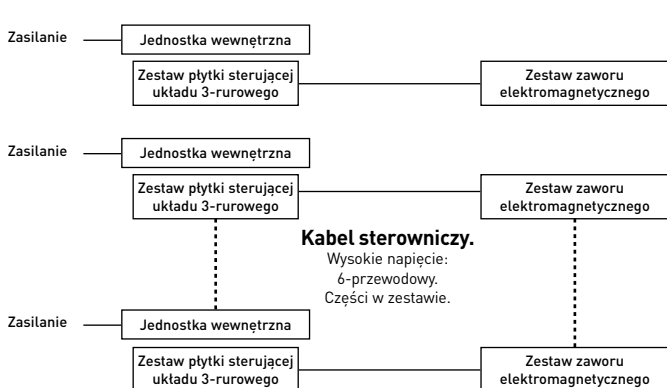 Zasilanie
Jednostka wewnętrzna
Zestaw płytki sterującej
układu 3-rurowego
Zestaw zaworu
elektromagnetycznego
Zasilanie
Jednostka wewnętrzna
Zestaw płytki sterującej
układu 3-rurowego
Zestaw zaworu
elektromagnetycznego
Kabel sterowniczy.
Wysokie napięcie:
6-przewodowy.
Części w zestawie.
Zasilanie
Jednostka wewnętrzna
Zestaw płytki sterującej
układu 3-rurowego
Zestaw zaworu
elektromagnetycznego